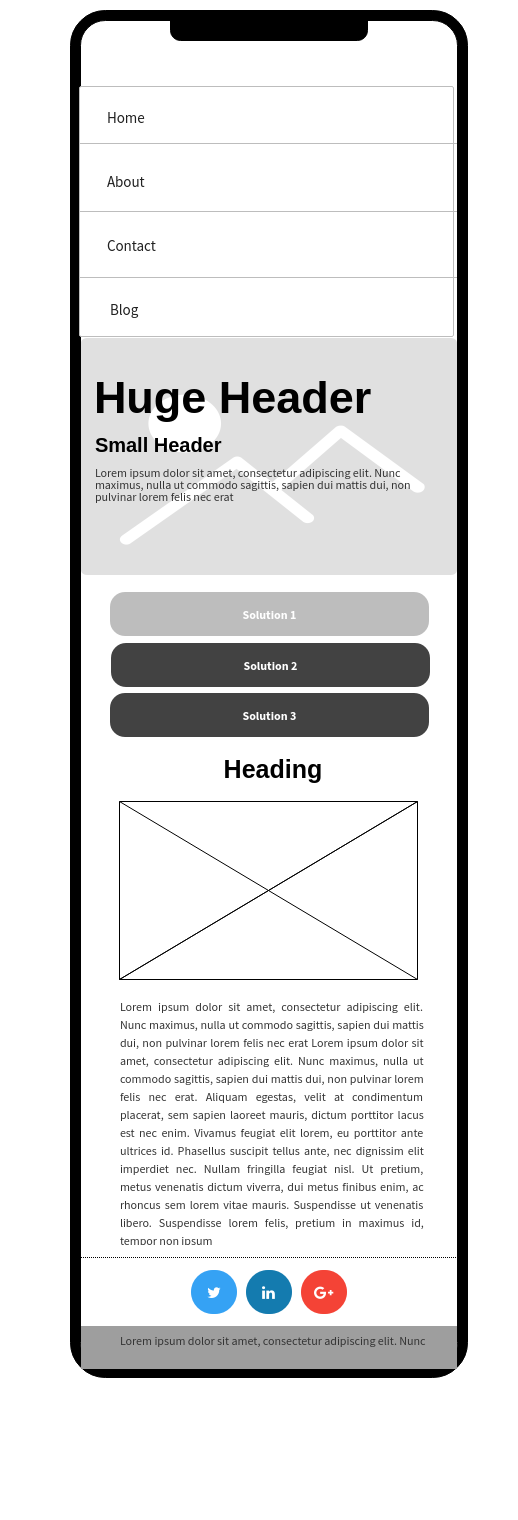 Home
About
Contact
Blog
Huge Header
Small Header
Lorem ipsum dolor sit amet, consectetur adipiscing elit. Nunc
maximus, nulla ut commodo sagittis, sapien dui mattis dui, non
pulvinar lorem felis nec erat
Solution 1
Solution 2
Solution 3
Heading
Lorem ipsum dolor sit amet, consectetur adipiscing elit.
Nunc maximus, nulla ut commodo sagittis, sapien dui mattis
dui, non pulvinar lorem felis nec erat Lorem ipsum dolor sit
amet, consectetur adipiscing elit. Nunc maximus, nulla ut
commodo sagittis, sapien dui mattis dui, non pulvinar lorem
felis nec erat. Aliquam egestas, velit at condimentum
placerat, sem sapien laoreet mauris, dictum porttitor lacus
est nec enim. Vivamus feugiat elit lorem, eu porttitor ante
ultrices id. Phasellus suscipit tellus ante, nec dignissim elit
imperdiet nec. Nullam fringilla feugiat nisl. Ut pretium,
metus venenatis dictum viverra, dui metus finibus enim, ac
rhoncus sem lorem vitae mauris. Suspendisse ut venenatis
libero. Suspendisse lorem felis, pretium in maximus id,
tempor non ipsum
in G+
Lorem ipsum dolor sit amet, consectetur adipiscing elit. Nunc